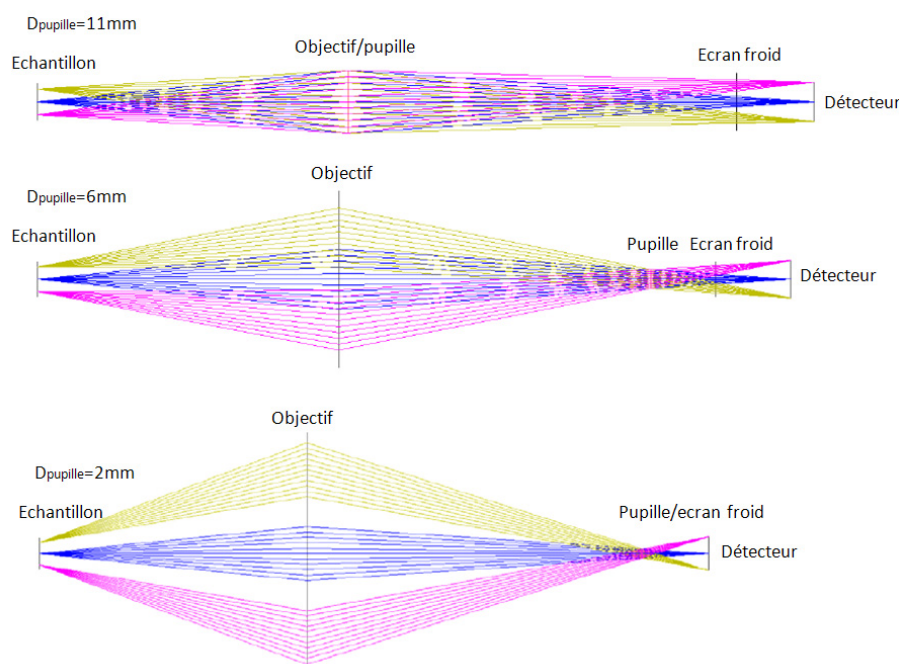 Dpupille=11mm
Objectif/pupille
Echantillon
Ecran froid
Détecteur
Objectif
Dpupille=6mm
Echantillon
Pupille Ecran froid
Détecteur
Objectif
Dpupille=2mm
Echantillon
Pupille/ecran froid
Détecteur